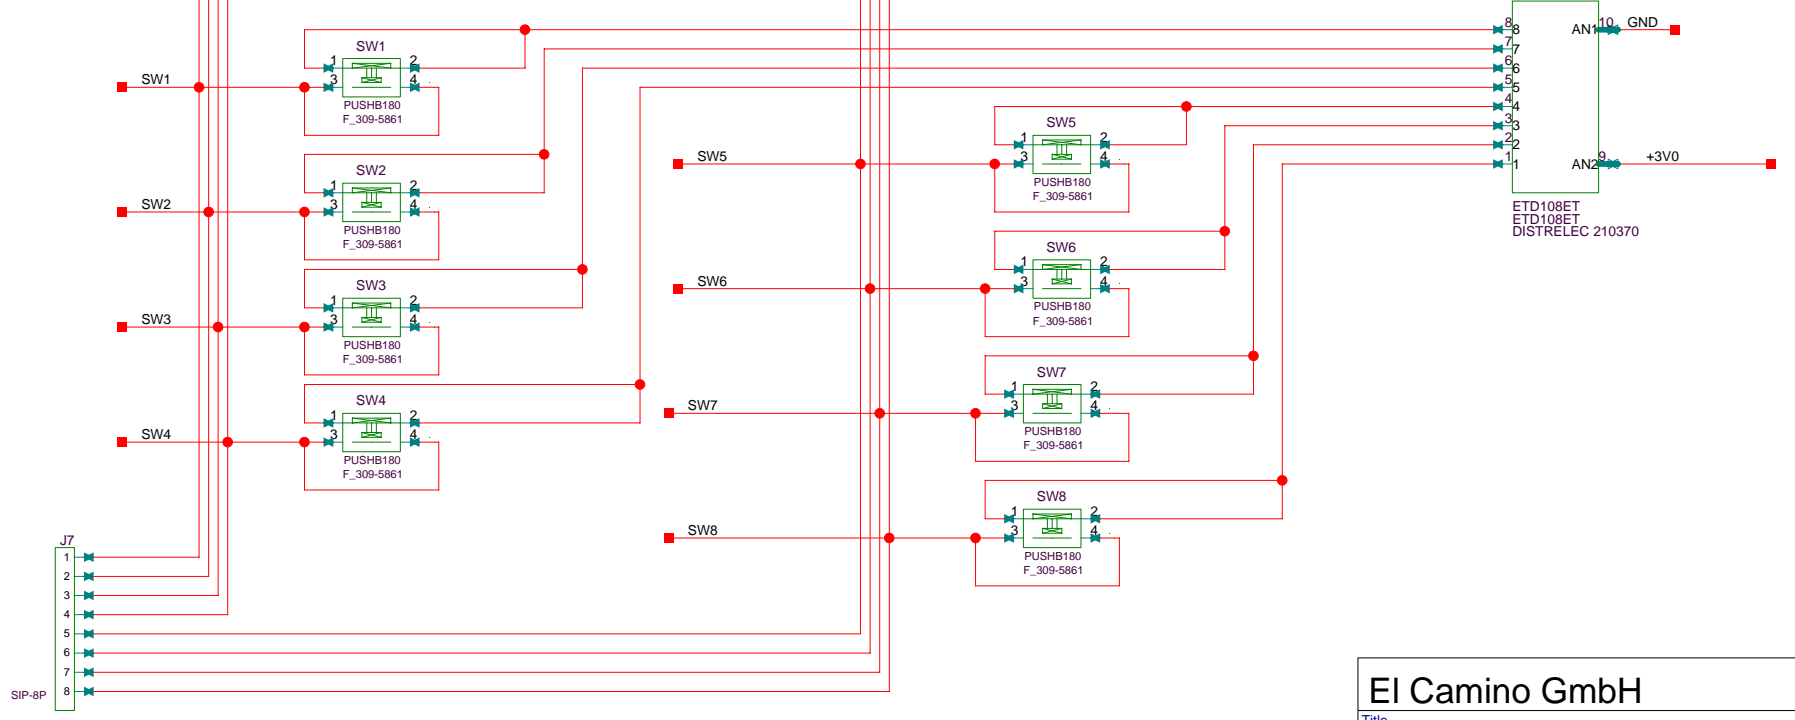 SW1
SW1
1
2
3
4
PUSHB180
F_309-5861
SW2
SW2
1
2
3
4
PUSHB180
F_309-5861
SW3
SW3
1
2
3
4
PUSHB180
F_309-5861
SW4
SW4
1
2
3
4
PUSHB180
F_309-5861
SW5
SW5
1
2
3
4
PUSHB180
F_309-5861
SW6
SW6
1
2
3
4
PUSHB180
F_309-5861
SW7
SW7
1
2
3
4
PUSHB180
F_309-5861
SW8
SW8
1
2
3
4
PUSHB180
F_309-5861
8 8 AN1 10 GND
7 7
6 6
5 5
4 4
3 3
2 2
1 1 AN2 9 +3V0
ETD108ET
ETD108ET
DISTRELEC 210370
J7
1
2
3
4
5
6
7
8
SIP-8P
El Camino GmbH
Title